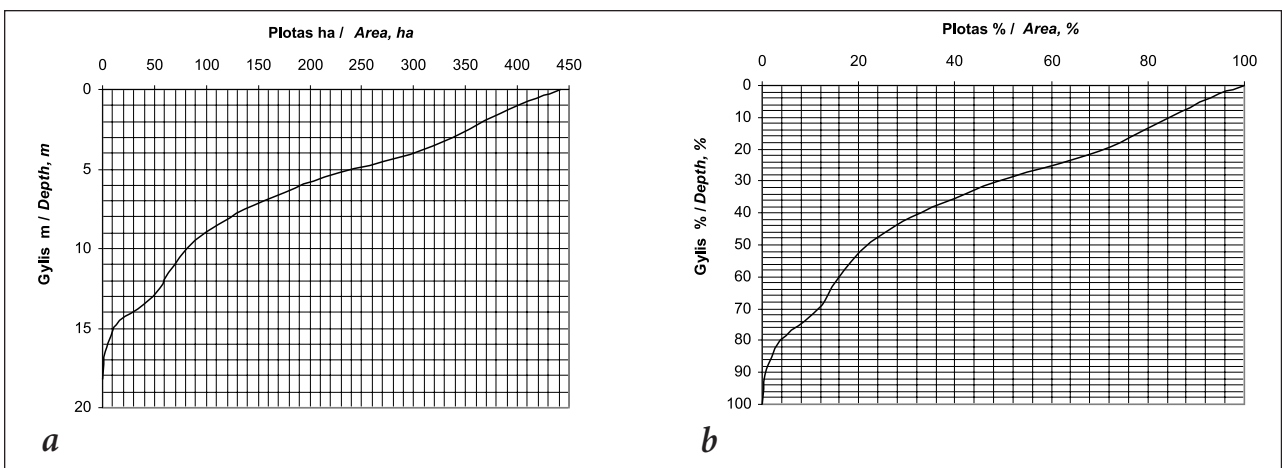 Plotas ha / Area, ha
0 50 100 150 200 250 300 350 400 450
0
5
10
15
20
Gylis m / Depth, m
a
Plotas % / Area, %
0 20 40 60 80 100
0
10
20
30
40
50
60
70
80
90
100
Gylis % / Depth, %
b